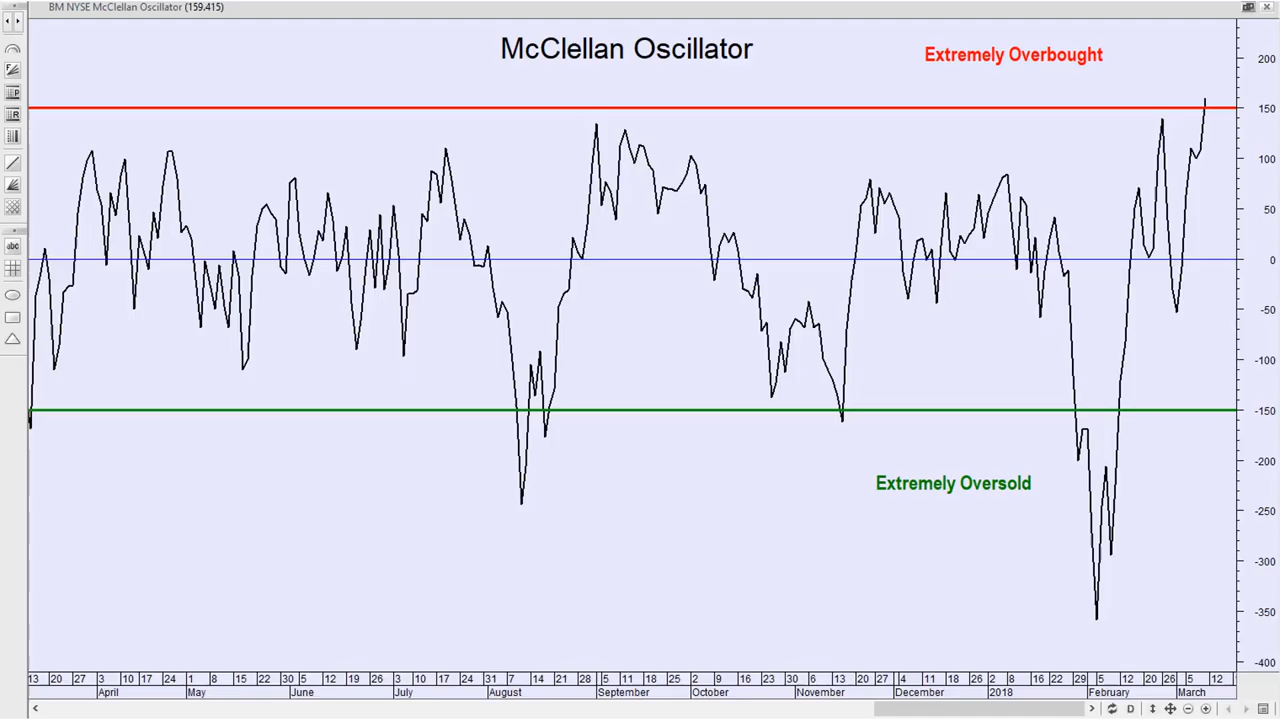 BM NYSE McClellan Oscillator (159.415)
McClellan Oscillator
Extremely Overbought
200
150
100
50
0
-50
-100
-150
-200
-250
-300
-350
-400
Extremely Oversold
abc
13 20 27 3 10 17 24 1 8 15 22 30 5 12 19 26 3 10 17 24 31 7 14 21 28 5 11 18 25 2 9 16 23 30 6 13 20 27 4 11 18 26 2 8 16 22 29 5 12 20 26 5 12
April May June July August September October November December 2018 February March
D